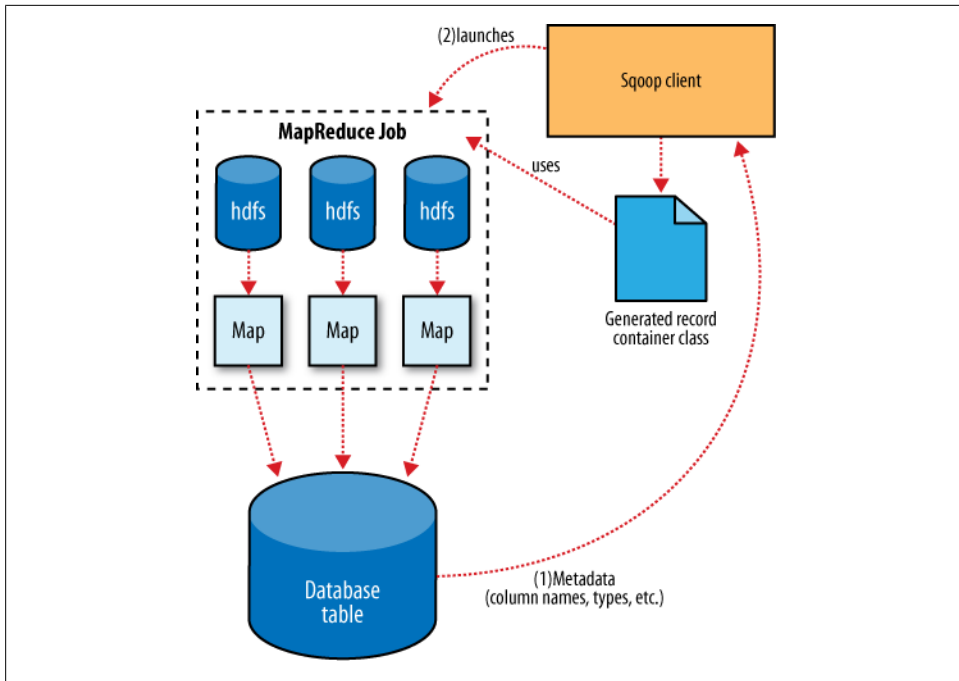 (2)launches
Sqoop client
MapReduce Job
uses
hdfs
hdfs
hdfs
Map
Map
Map
Generated record
container class
Database
table
(1)Metadata
(column names, types, etc.)